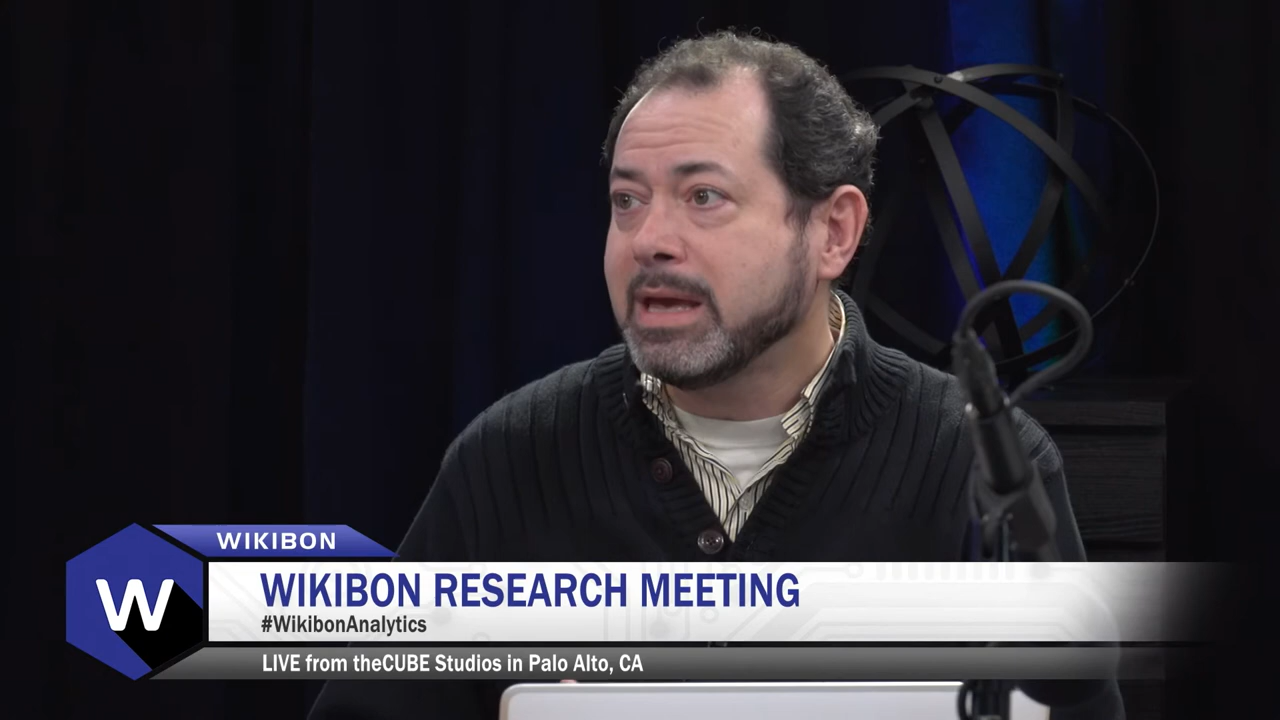 WIKIBON
W
WIKIBON RESEARCH MEETING
#WikibonAnalytics
LIVE from theCUBE Studios in Palo Alto, CA